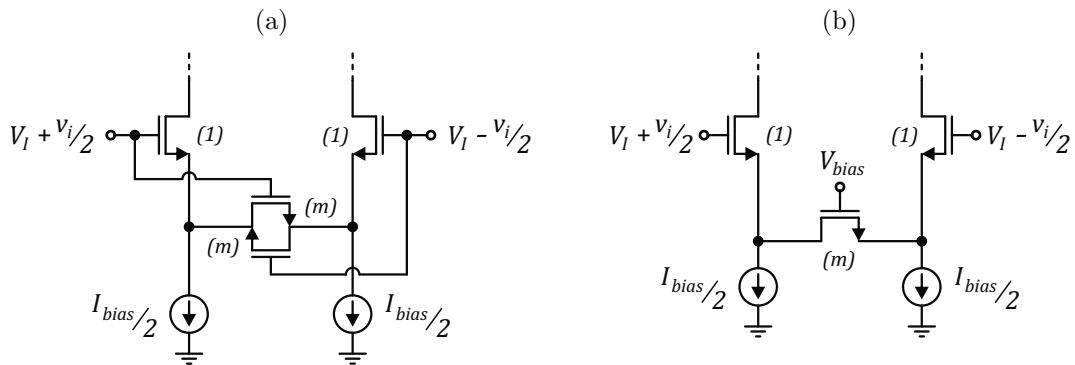 (a)
(b)
V_I + v_i/2
(1)
(1)
V_I − v_i/2
(m)
(m)
I_bias/2
I_bias/2
V_I + v_i/2
(1)
(1)
V_I − v_i/2
V_bias
(m)
I_bias/2
I_bias/2